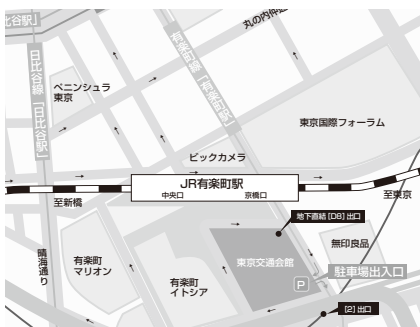 比谷駅」
丸の内仲通
日比谷線「日比谷駅」
有楽町線「有楽町駅」
ペニンシュラ
東京
東京国際フォーラム
ビックカメラ
JR有楽町駅
中央口
京橋口
至新橋
至東京
地下直結 [D8] 出口
晴海通り
有楽町
マリオン
有楽町
イトシア
東京交通会館
無印良品
駐車場出入口
P
[2] 出口